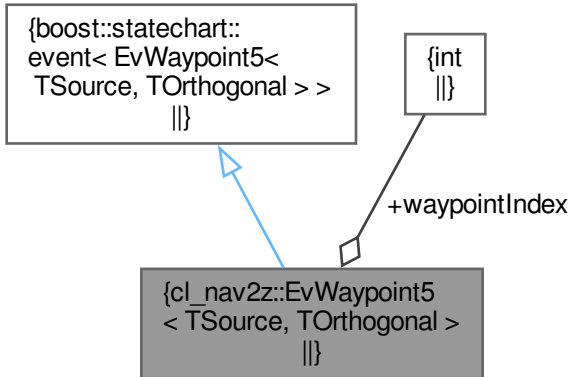 {boost::statechart::
event< EvWaypoint5<
TSource, TOrthogonal > >
||}
{int
||}
+waypointIndex
{cl_nav2z::EvWaypoint5
< TSource, TOrthogonal >
||}